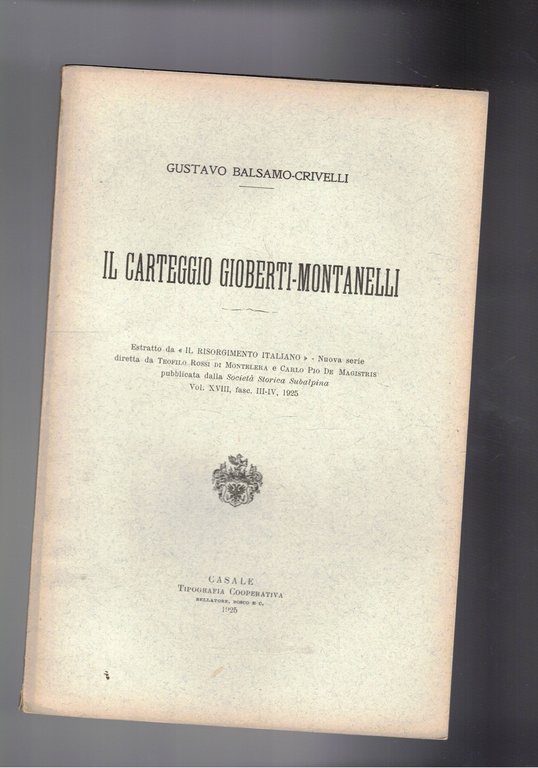 GUSTAVO BALSAMO-CRIVELLI
IL CARTEGGIO GIOBERTI-MONTANELLI
Estratto da « IL RISORGIMENTO ITALIANO » - Nuova serie
diretta da TEOFILO ROSSI DI MONTELERA e CARLO PIO DE MAGISTRIS
pubblicata dalla Società Storica Subalpina
Vol. XVIII, fasc. III-IV, 1925
CASALE
TIPOGRAFIA COOPERATIVA
BELLATORE, BOSCO E C.
1925